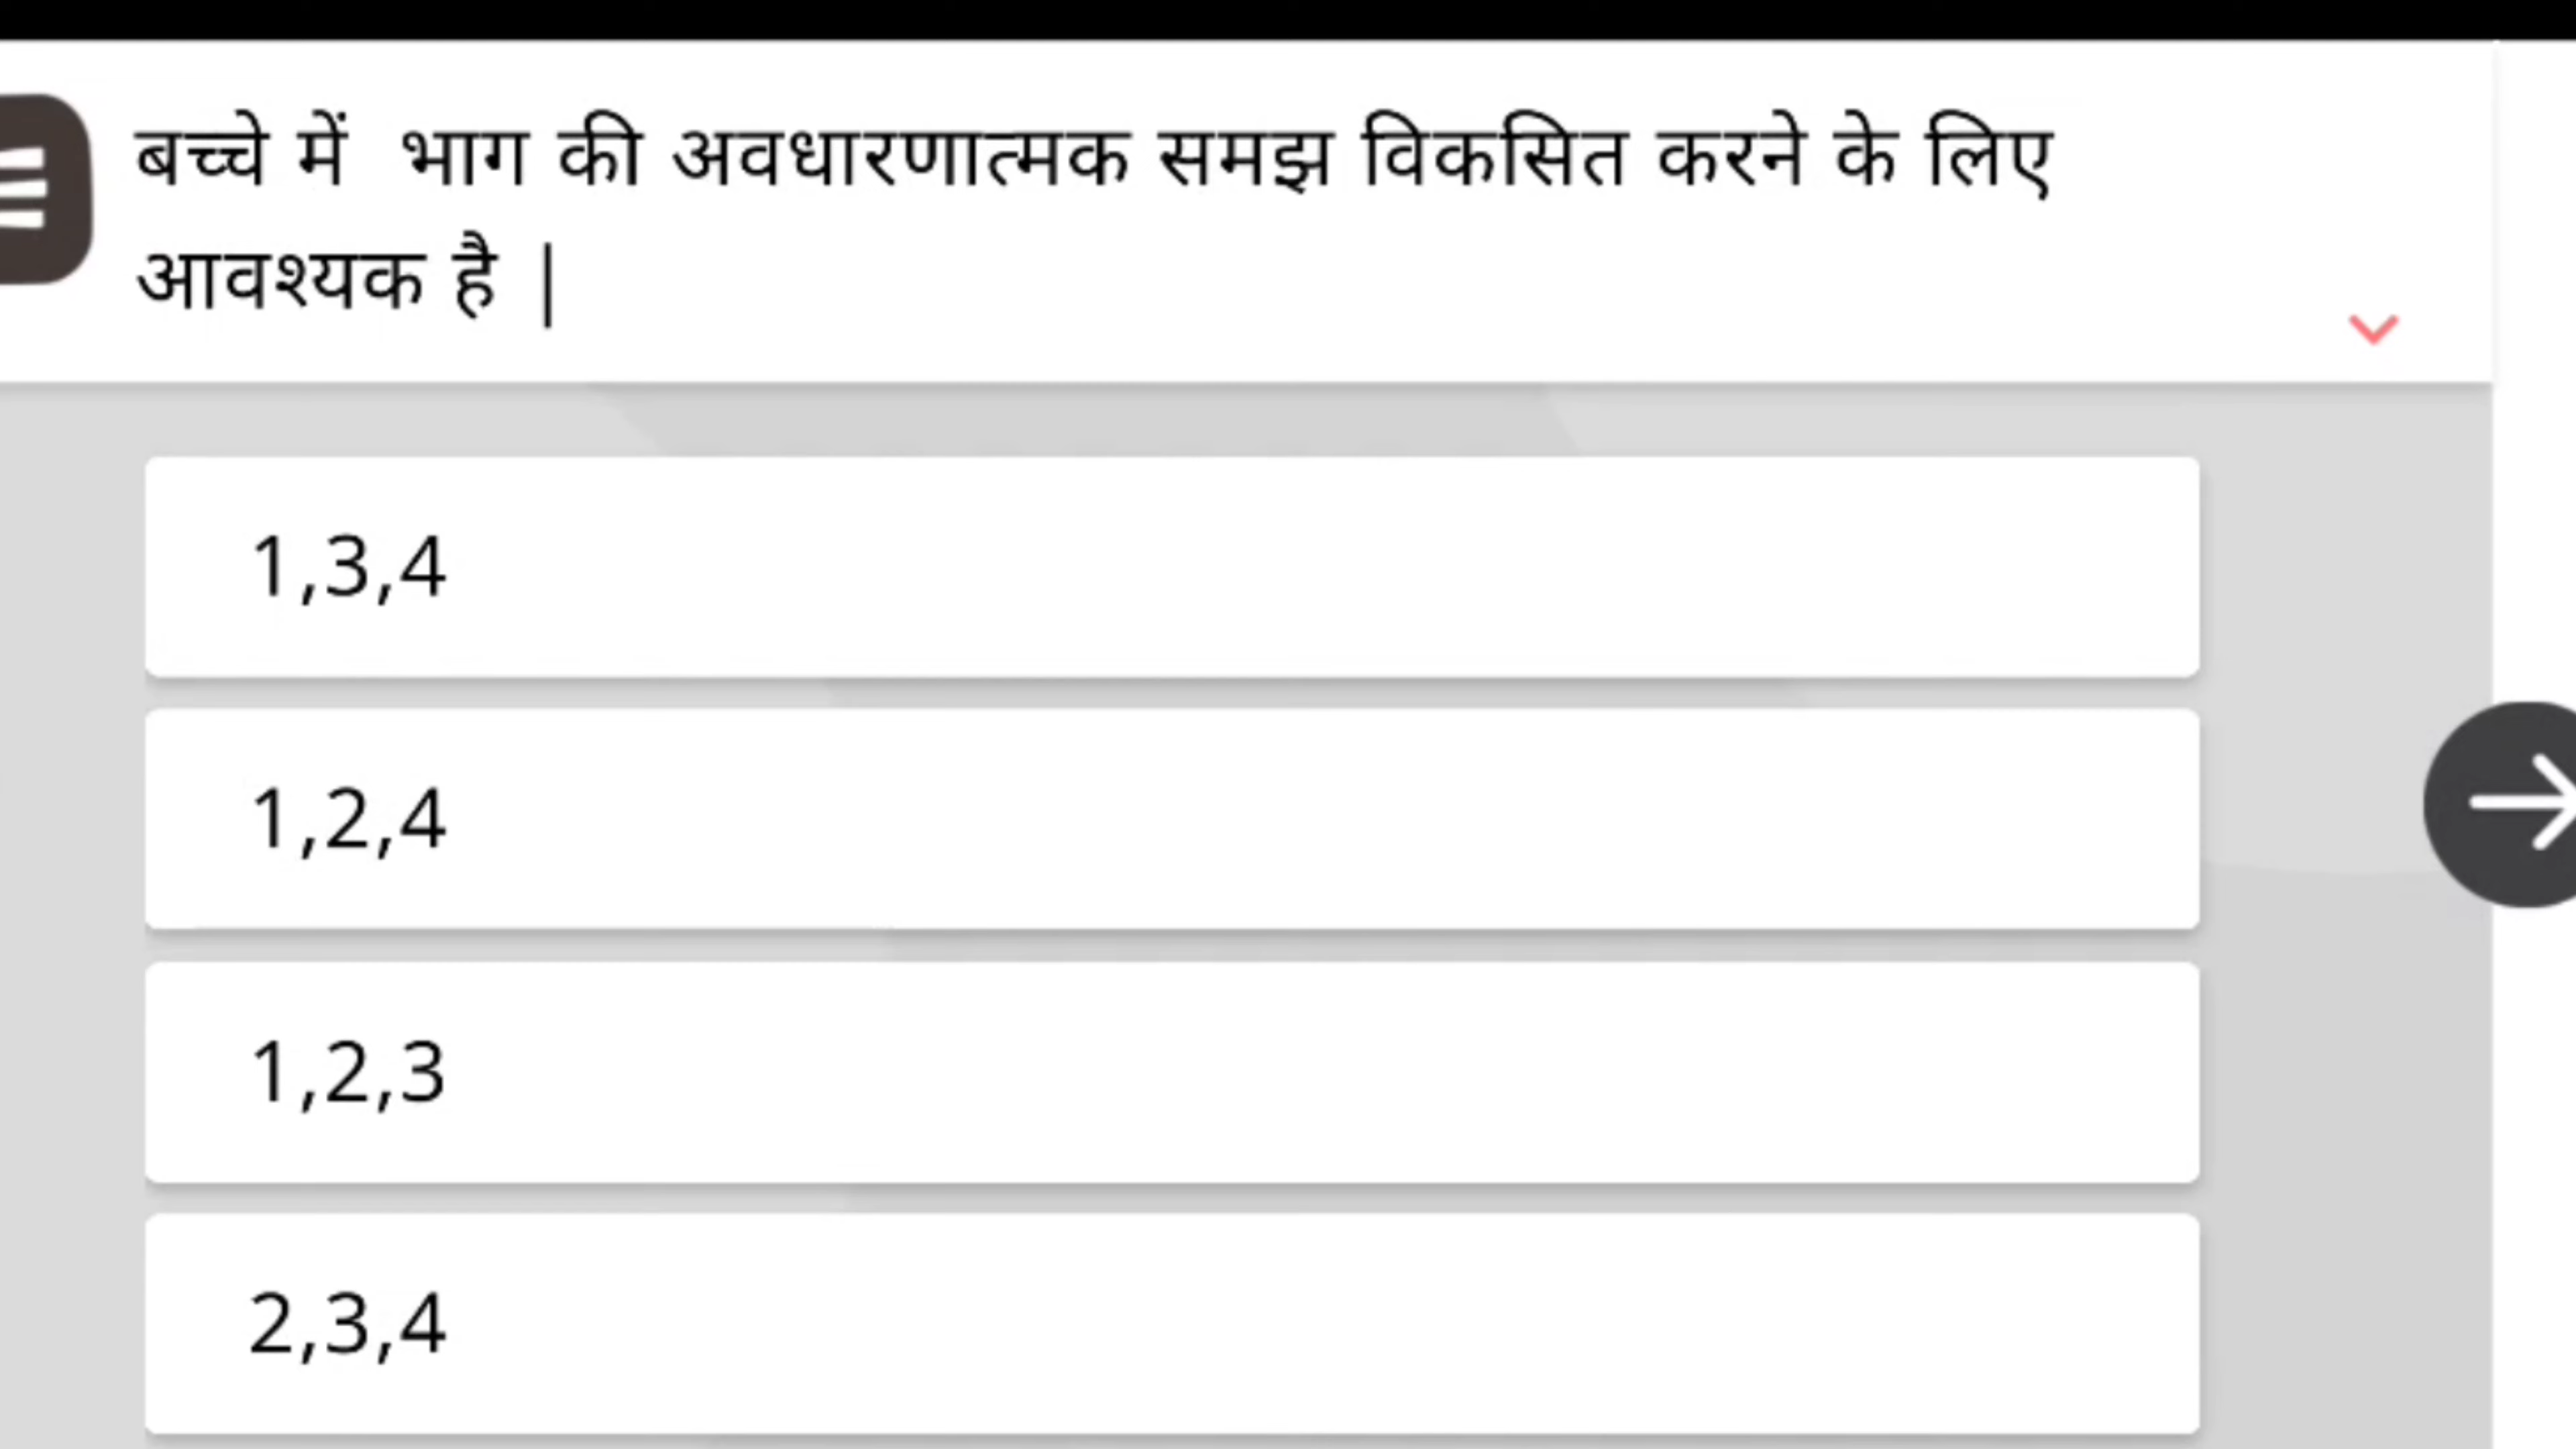 बच्चे में भाग की अवधारणात्मक समझ विकसित करने के लिए
आवश्यक है |
1,3,4
1,2,4
1,2,3
2,3,4